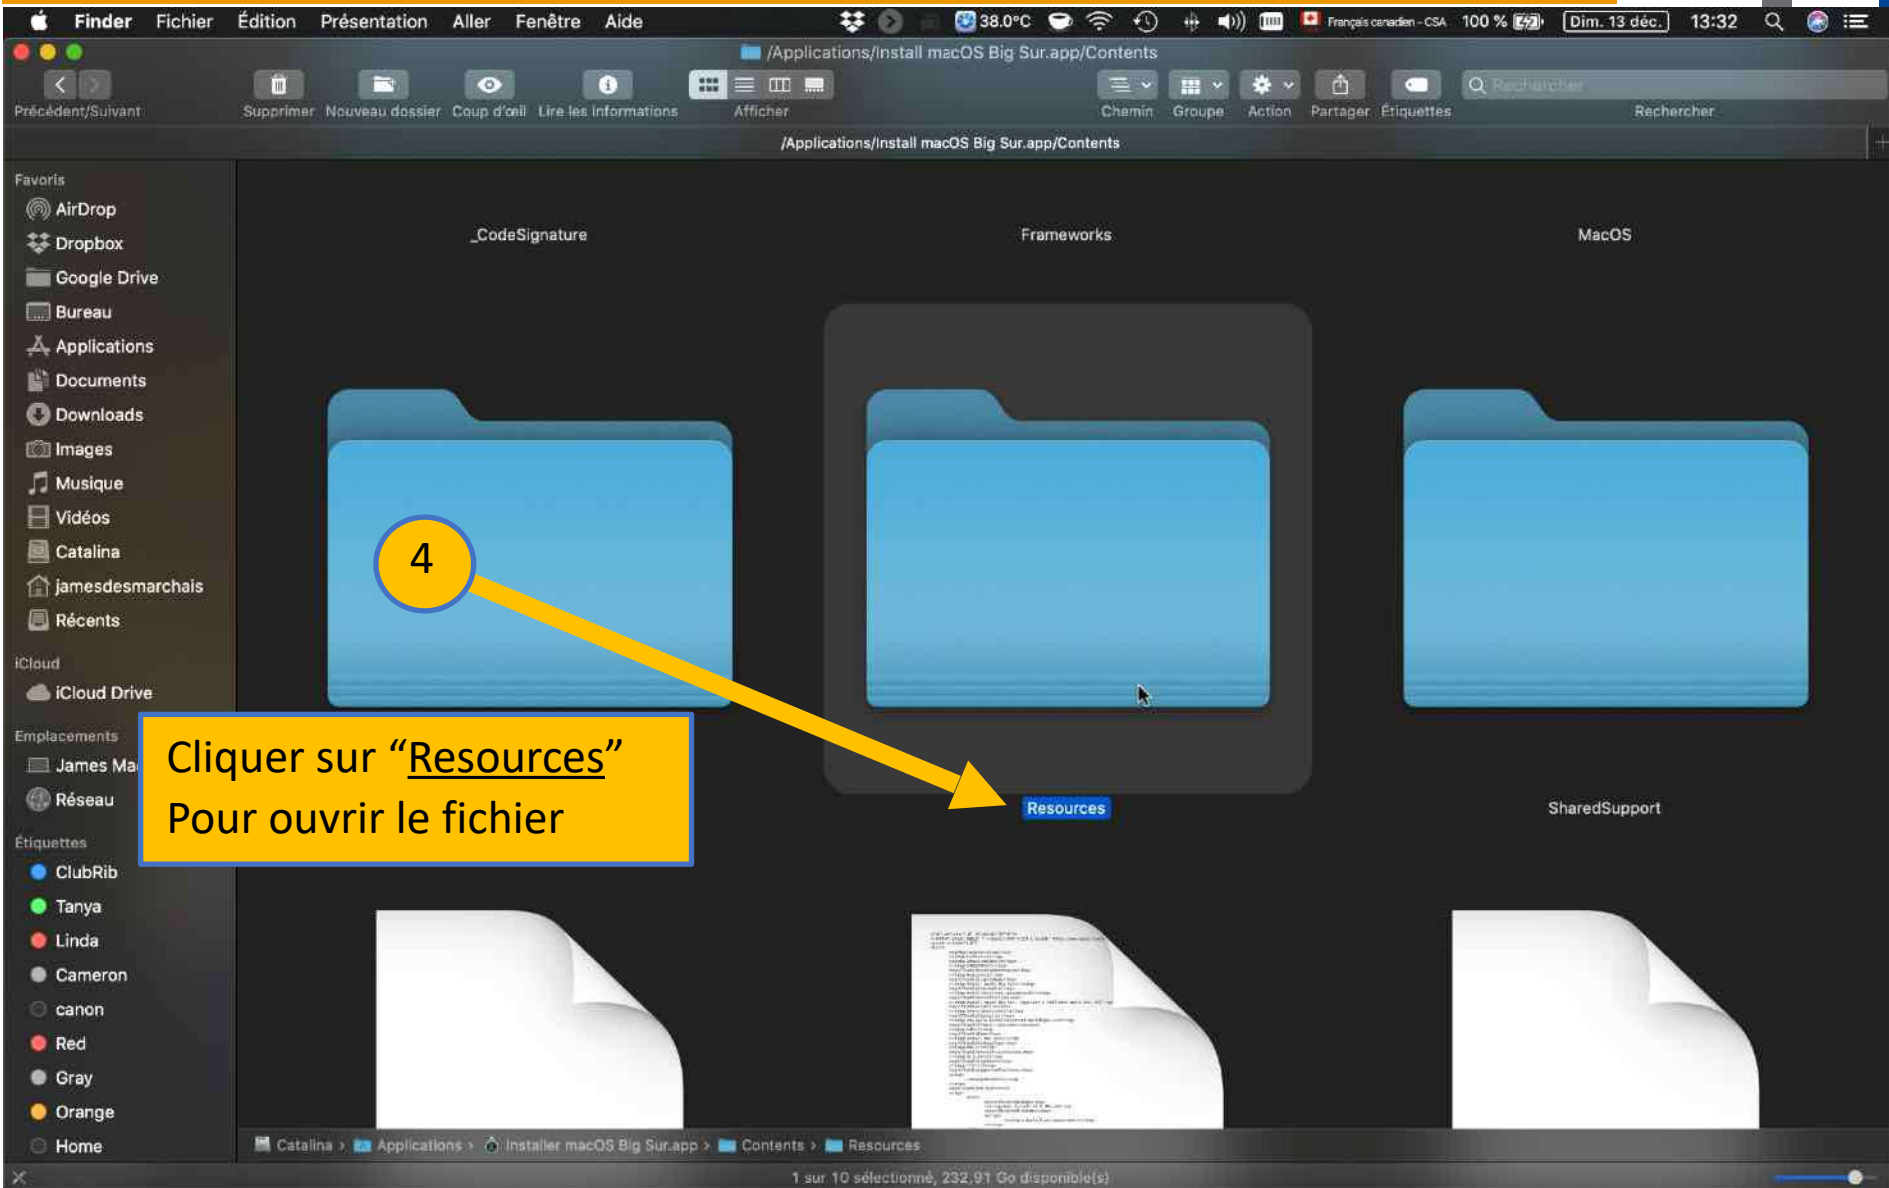 Finder Fichier Édition Présentation Aller Fenêtre Aide 38.0°C Français canadien - CSA 100 % Dim. 13 déc. 13:32
/Applications/Install macOS Big Sur.app/Contents
Rechercher
Précédent/Suivant Supprimer Nouveau dossier Coup d'œil Lire les informations Afficher Chemin Groupe Action Partager Étiquettes Rechercher
/Applications/Install macOS Big Sur.app/Contents
Favoris
AirDrop
Dropbox
Google Drive
Bureau
Applications
Documents
Downloads
Images
Musique
Vidéos
Catalina
jamesdesmarchais
Récents
iCloud
iCloud Drive
Emplacements
James Ma
Réseau
Étiquettes
ClubRib
Tanya
Linda
Cameron
canon
Red
Gray
Orange
Home
_CodeSignature Frameworks MacOS
4
Cliquer sur “Resources”
Pour ouvrir le fichier
Resources SharedSupport
Catalina › Applications › Installer macOS Big Sur.app › Contents › Resources
1 sur 10 sélectionné, 232,91 Go disponible(s)